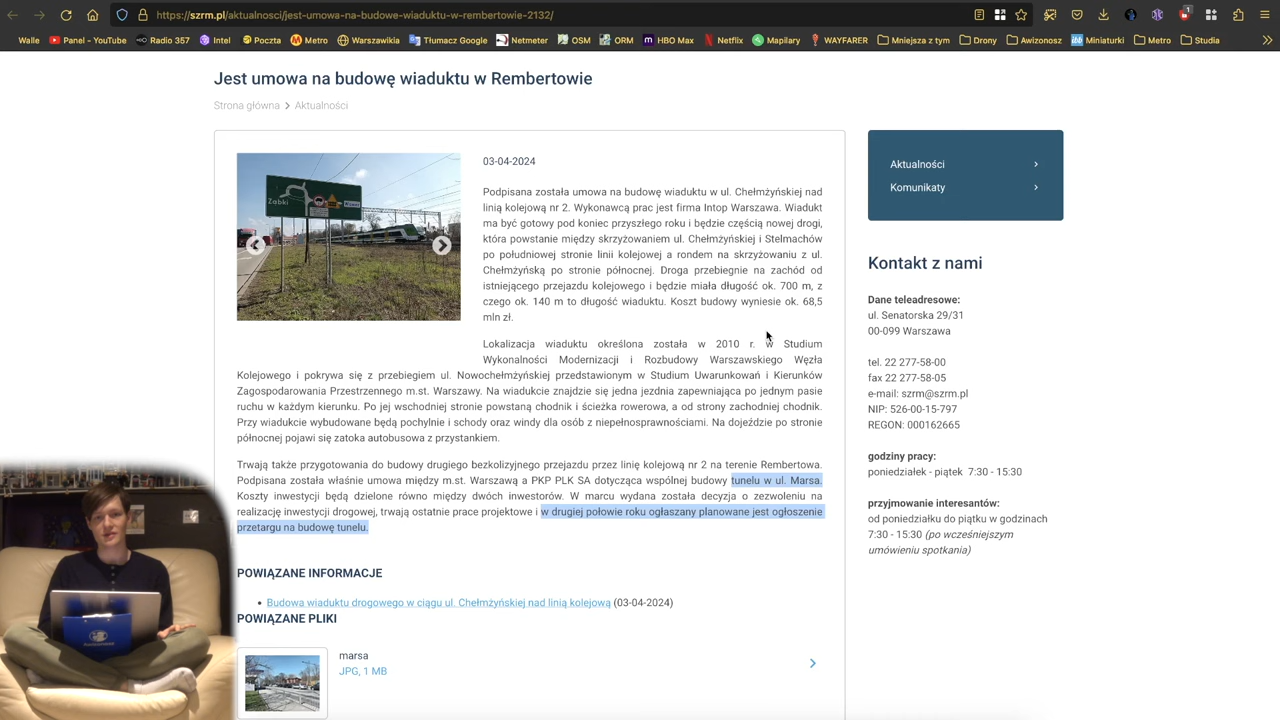 https://szrm.pl/aktualnosci/jest-umowa-na-budowe-wiaduktu-w-rembertowie-2132/
Walle Panel - YouTube Radio 357 Intel Poczta Metro Warszawikia Tłumacz Google Netmeter OSM ORM HBO Max Netflix Mapilary WAYFARER Mniejsza z tym Drony Awizonosz Miniaturki Metro Studia
Jest umowa na budowę wiaduktu w Rembertowie
Strona główna > Aktualności
Ząbki
03-04-2024
Podpisana została umowa na budowę wiaduktu w ul. Chełmżyńskiej nad
linią kolejową nr 2. Wykonawcą prac jest firma Intop Warszawa. Wiadukt
ma być gotowy pod koniec przyszłego roku i będzie częścią nowej drogi,
która powstanie między skrzyżowaniem ul. Chełmżyńskiej i Stelmachów
po południowej stronie linii kolejowej a rondem na skrzyżowaniu z ul.
Chełmżyńską po stronie północnej. Droga przebiegnie na zachód od
istniejącego przejazdu kolejowego i będzie miała długość ok. 700 m, z
czego ok. 140 m to długość wiaduktu. Koszt budowy wyniesie ok. 68,5
mln zł.
Lokalizacja wiaduktu określona została w 2010 r. w Studium
Wykonalności Modernizacji i Rozbudowy Warszawskiego Węzła
Kolejowego i pokrywa się z przebiegiem ul. Nowochełmżyńskiej przedstawionym w Studium Uwarunkowań i Kierunków
Zagospodarowania Przestrzennego m.st. Warszawy. Na wiadukcie znajdzie się jedna jezdnia zapewniająca po jednym pasie
ruchu w każdym kierunku. Po jej wschodniej stronie powstaną chodnik i ścieżka rowerowa, a od strony zachodniej chodnik.
Przy wiadukcie wybudowane będą pochylnie i schody oraz windy dla osób z niepełnosprawnościami. Na dojeździe po stronie
północnej pojawi się zatoka autobusowa z przystankiem.
Trwają także przygotowania do budowy drugiego bezkolizyjnego przejazdu przez linię kolejową nr 2 na terenie Rembertowa.
Podpisana została właśnie umowa między m.st. Warszawą a PKP PLK SA dotycząca wspólnej budowy tunelu w ul. Marsa.
Koszty inwestycji będą dzielone równo między dwóch inwestorów. W marcu wydana została decyzja o zezwoleniu na
realizację inwestycji drogowej, trwają ostatnie prace projektowe i w drugiej połowie roku ogłaszany planowane jest ogłoszenie
przetargu na budowę tunelu.
POWIĄZANE INFORMACJE
• Budowa wiaduktu drogowego w ciągu ul. Chełmżyńskiej nad linią kolejową (03-04-2024)
POWIĄZANE PLIKI
marsa
JPG, 1 MB
Aktualności
Komunikaty
Kontakt z nami
Dane teleadresowe:
ul. Senatorska 29/31
00-099 Warszawa
tel. 22 277-58-00
fax 22 277-58-05
e-mail: szrm@szrm.pl
NIP: 526-00-15-797
REGON: 000162665
godziny pracy:
poniedziałek - piątek 7:30 - 15:30
przyjmowanie interesantów:
od poniedziałku do piątku w godzinach
7:30 - 15:30 (po wcześniejszym
umówieniu spotkania)